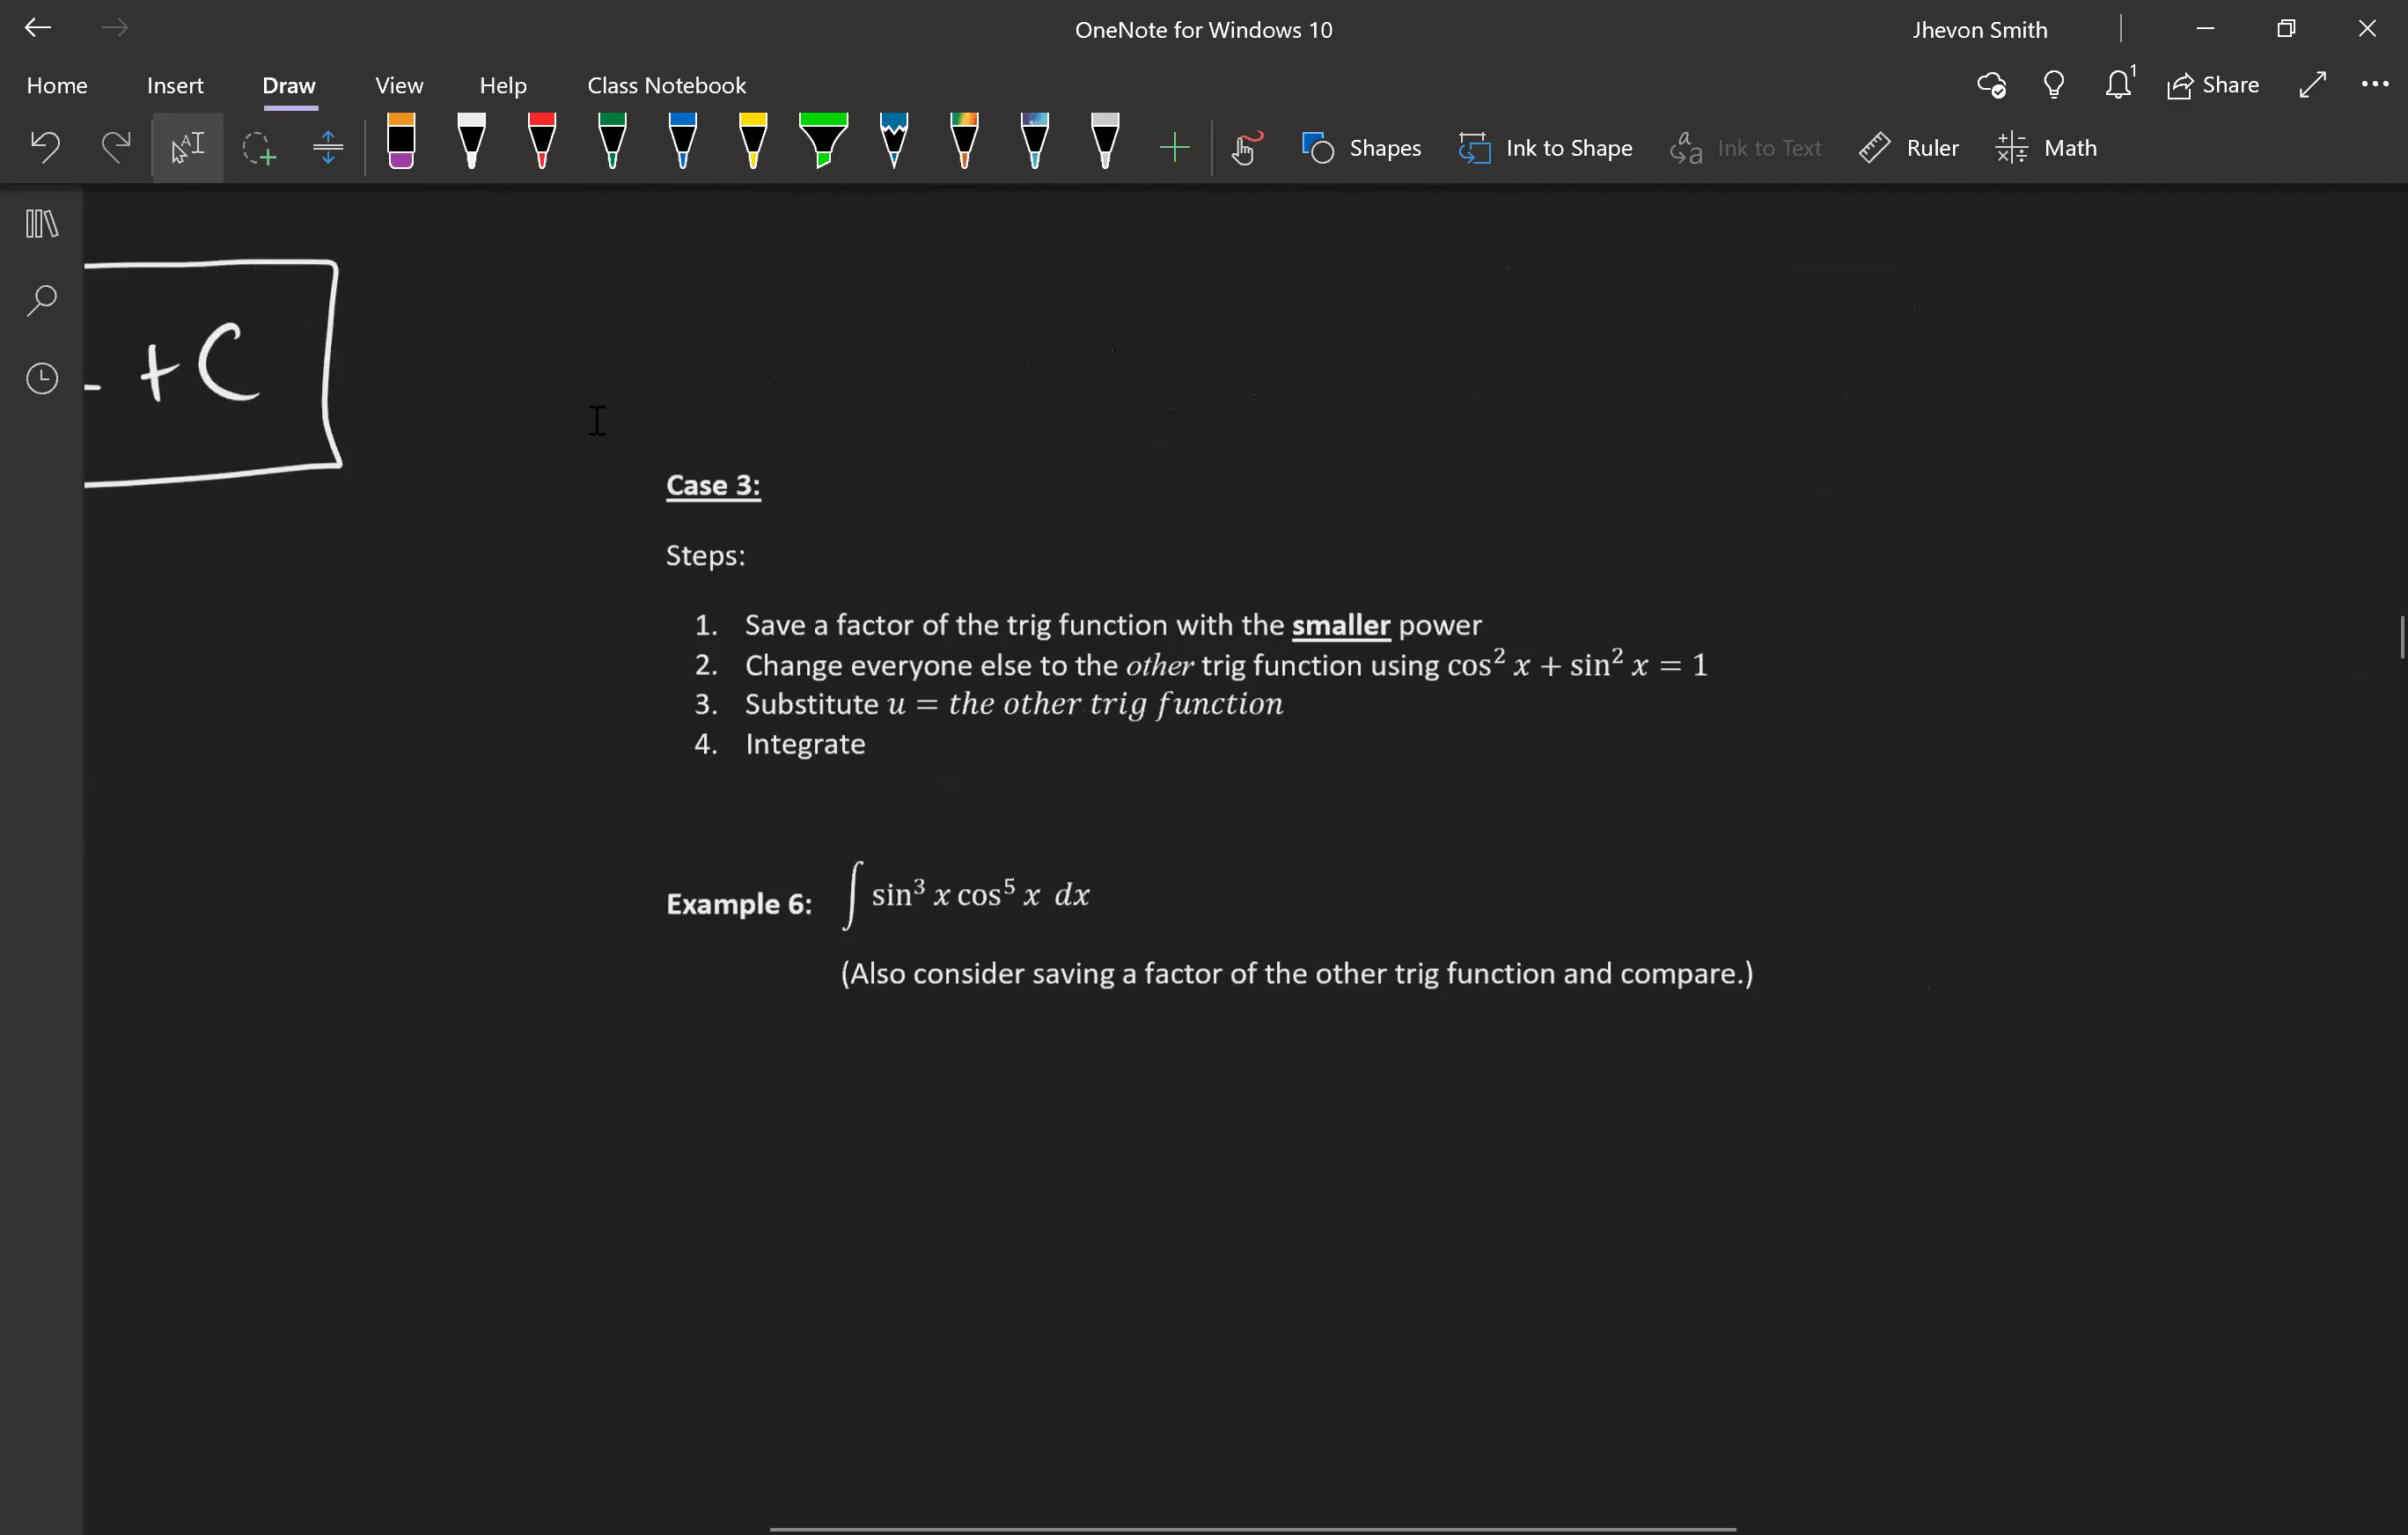 OneNote for Windows 10
Jhevon Smith
Home Insert Draw View Help Class Notebook
1
Share
Shapes Ink to Shape Ink to Text Ruler Math
- +C
Case 3:
Steps:
1. Save a factor of the trig function with the smaller power
2. Change everyone else to the other trig function using cos² x + sin² x = 1
3. Substitute u = the other trig function
4. Integrate
Example 6: ∫ sin³ x cos⁵ x dx
(Also consider saving a factor of the other trig function and compare.)